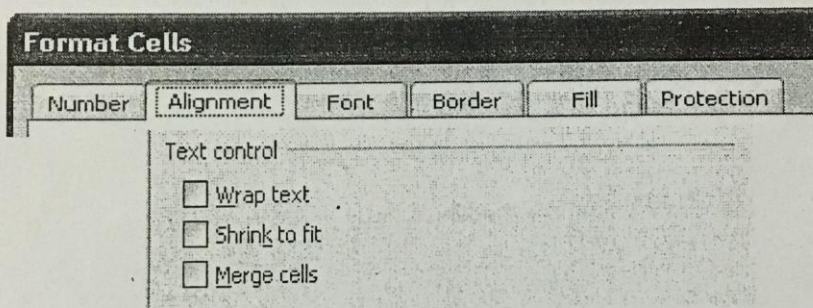 Format Cells
Number Alignment Font Border Fill Protection
Text control
Wrap text
Shrink to fit
Merge cells